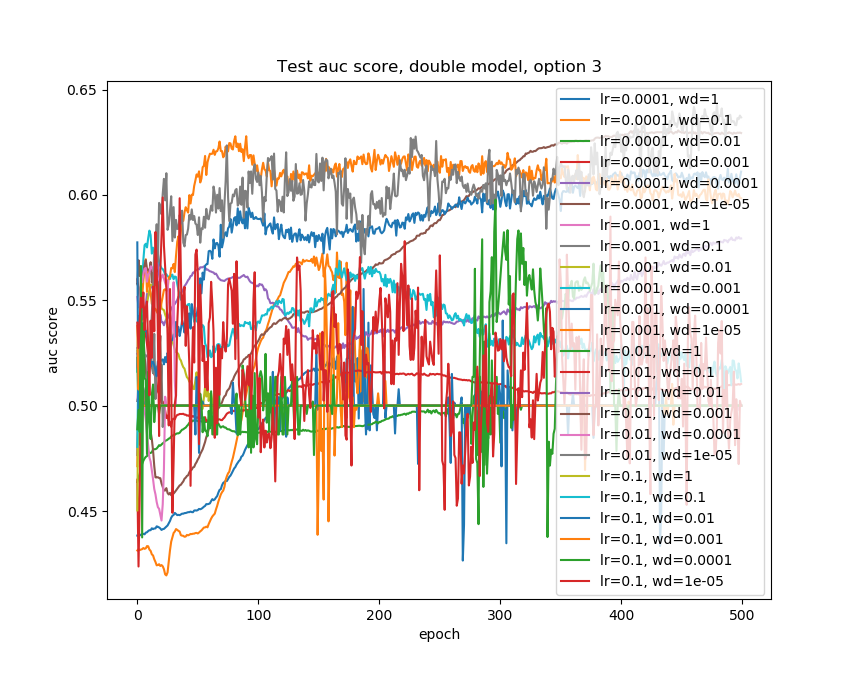 Test auc score, double model, option 3
auc score
0.65
0.60
0.55
0.50
0.45
0
100
200
300
400
500
epoch
lr=0.0001, wd=1
lr=0.0001, wd=0.1
lr=0.0001, wd=0.01
lr=0.0001, wd=0.001
lr=0.0001, wd=0.0001
lr=0.0001, wd=1e-05
lr=0.001, wd=1
lr=0.001, wd=0.1
lr=0.001, wd=0.01
lr=0.001, wd=0.001
lr=0.001, wd=0.0001
lr=0.001, wd=1e-05
lr=0.01, wd=1
lr=0.01, wd=0.1
lr=0.01, wd=0.01
lr=0.01, wd=0.001
lr=0.01, wd=0.0001
lr=0.01, wd=1e-05
lr=0.1, wd=1
lr=0.1, wd=0.1
lr=0.1, wd=0.01
lr=0.1, wd=0.001
lr=0.1, wd=0.0001
lr=0.1, wd=1e-05